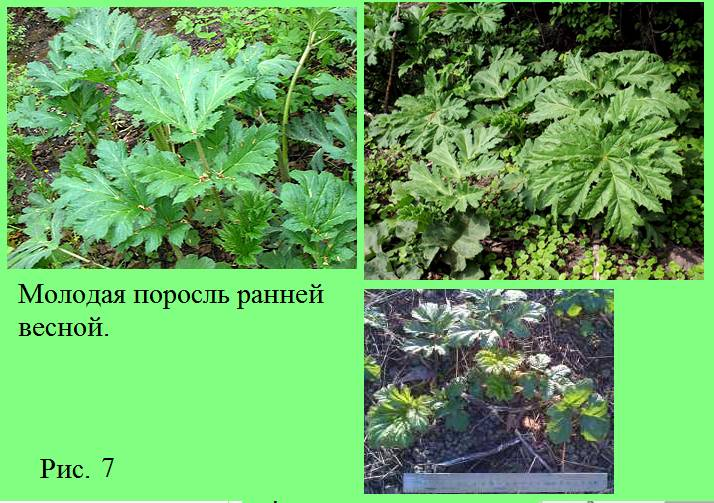 Молодая поросль ранней
весной.
Рис. 7